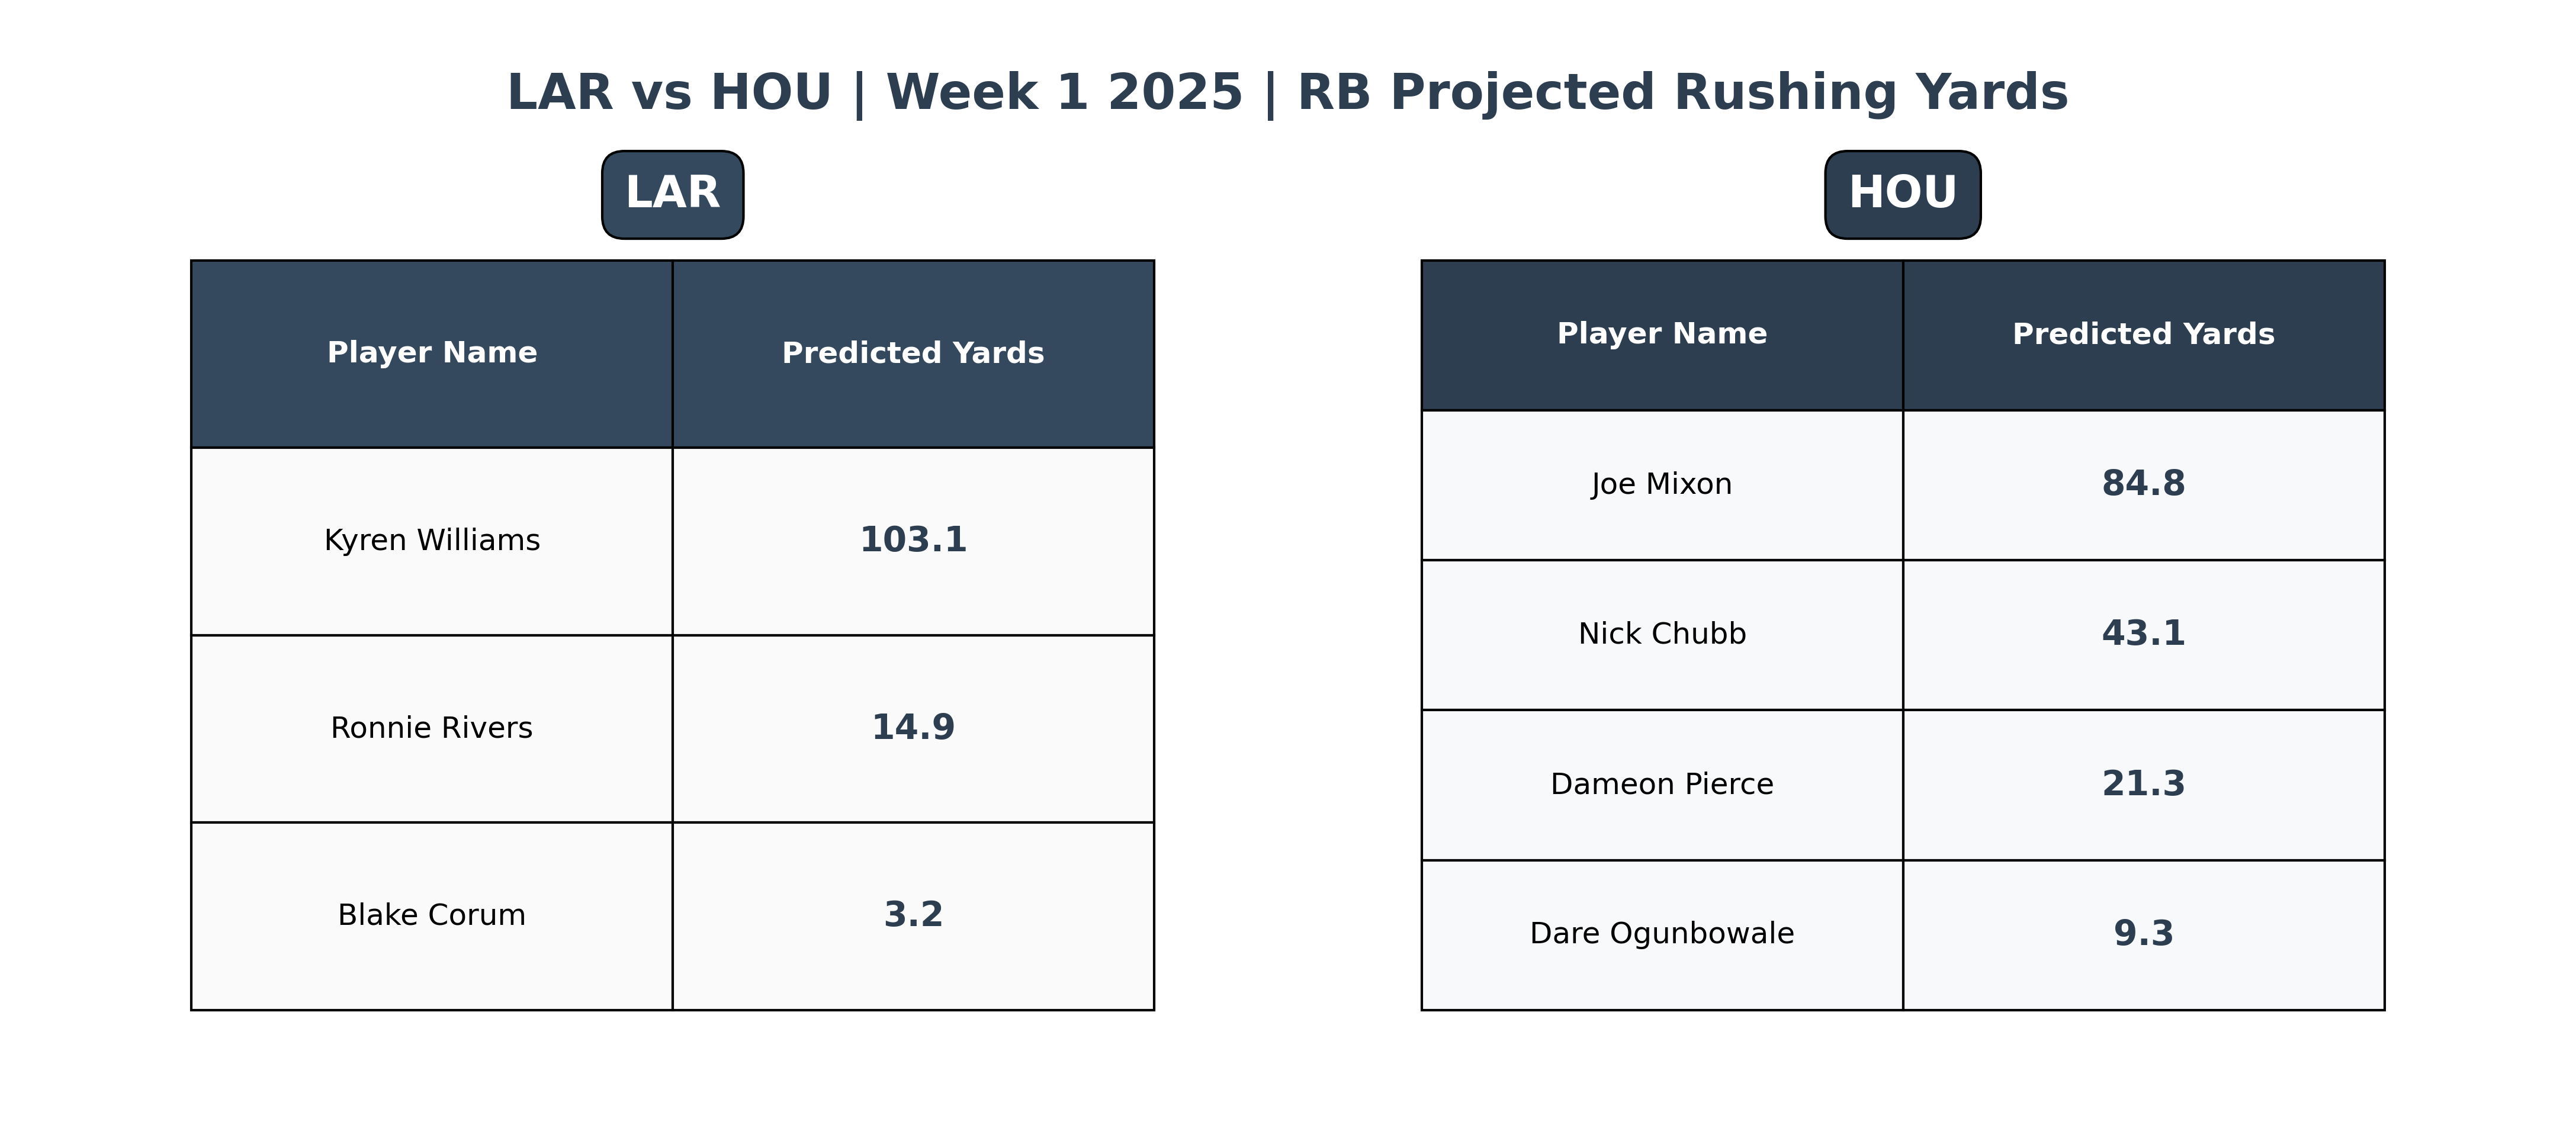 LAR vs HOU | Week 1 2025 | RB Projected Rushing Yards
LAR
Player Name Predicted Yards
Kyren Williams 103.1
Ronnie Rivers 14.9
Blake Corum 3.2
HOU
Player Name Predicted Yards
Joe Mixon 84.8
Nick Chubb 43.1
Dameon Pierce 21.3
Dare Ogunbowale 9.3